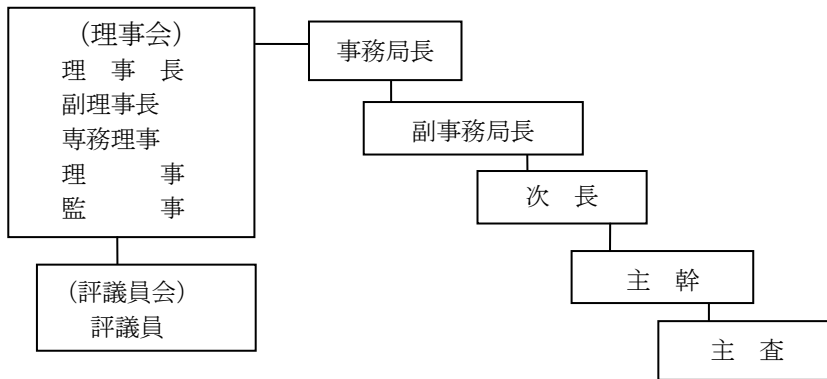 （理事会）
理　事　長
副理事長
専務理事
理　　　事
監　　　事
（評議員会）
評議員
事務局長
副事務局長
次　長
主　幹
主　査